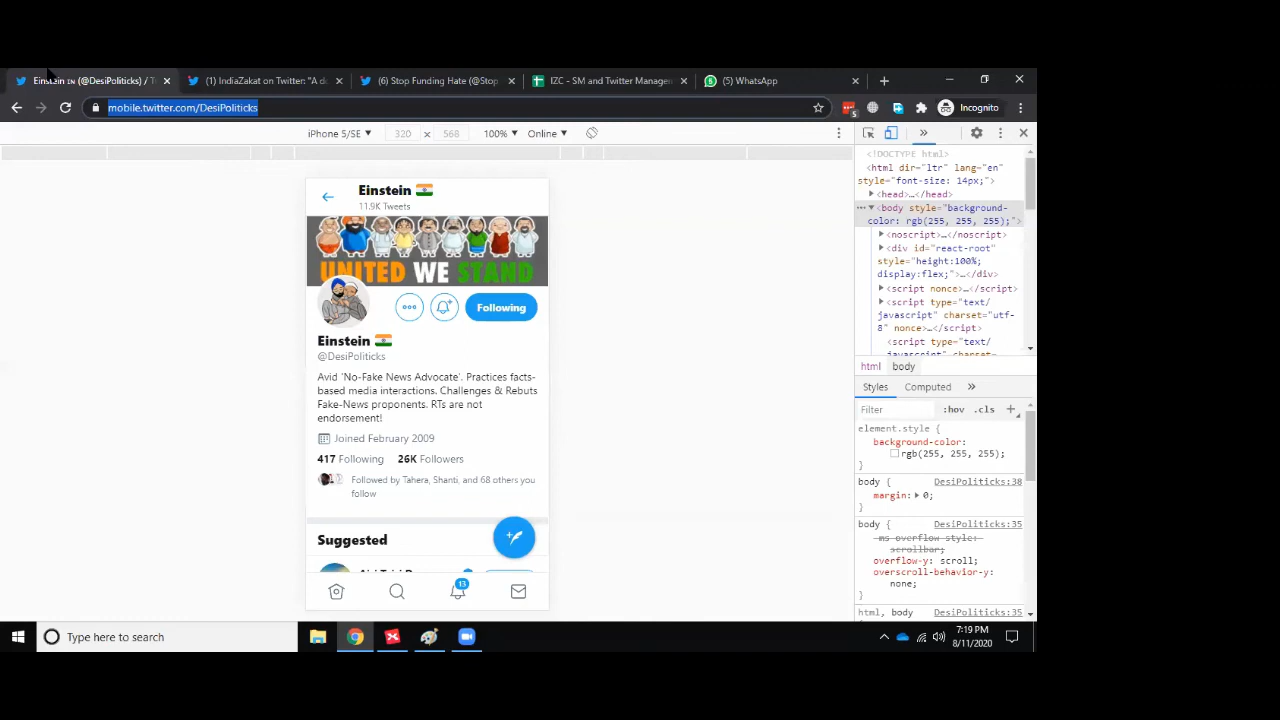 Einstein IN (@DesiPoliticks) / T
(1) IndiaZakat on Twitter: "A d
(6) Stop Funding Hate (@Stop
IZC - SM and Twitter Manager
(5) WhatsApp
mobile.twitter.com/DesiPoliticks
5
Incognito
iPhone 5/SE
320 × 568
100%
Online
Einstein
11.9K Tweets
UNITED WE STAND
Following
Einstein
@DesiPoliticks
Avid 'No-Fake News Advocate'. Practices facts-
based media interactions. Challenges & Rebuts
Fake-News proponents. RTs are not
endorsement!
Joined February 2009
417 Following 26K Followers
Followed by Tahera, Shanti, and 68 others you
follow
Suggested
13
<!DOCTYPE html>
<html dir="ltr" lang="en"
style="font-size: 14px;">
<head>…</head>
<body style="background-
color: rgb(255, 255, 255);">
<noscript>…</noscript>
<div id="react-root"
style="height:100%;
display:flex;">…</div>
<script nonce>…</script>
<script type="text/
javascript" charset="utf-
8" nonce>…</script>
<script type="text/
javascript" charset=
html body
Styles Computed
Filter :hov .cls
element.style {
background-color:
rgb(255, 255, 255);
}
body { DesiPoliticks:38
margin: 0;
}
body { DesiPoliticks:35
-ms-overflow-style:
scrollbar;
overflow-y: scroll;
overscroll-behavior-y:
none;
}
html, body DesiPoliticks:35
Type here to search
7:19 PM
8/11/2020